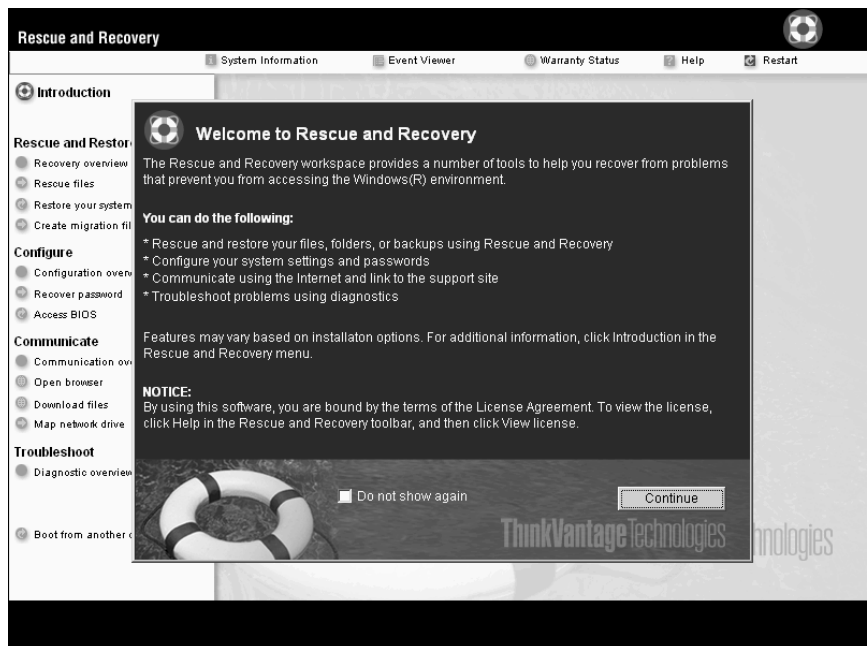 Rescue and Recovery
System Information Event Viewer Warranty Status Help Restart
Introduction
Rescue and Restor
Recovery overview
Rescue files
Restore your system
Create migration fil
Configure
Configuration overv
Recover password
Access BIOS
Communicate
Communication ov
Open browser
Download files
Map network drive
Troubleshoot
Diagnostic overview
Boot from another
Welcome to Rescue and Recovery
The Rescue and Recovery workspace provides a number of tools to help you recover from problems
that prevent you from accessing the Windows(R) environment.
You can do the following:
* Rescue and restore your files, folders, or backups using Rescue and Recovery
* Configure your system settings and passwords
* Communicate using the Internet and link to the support site
* Troubleshoot problems using diagnostics
Features may vary based on installaton options. For additional information, click Introduction in the
Rescue and Recovery menu.
NOTICE:
By using this software, you are bound by the terms of the License Agreement. To view the license,
click Help in the Rescue and Recovery toolbar, and then click View license.
Do not show again
Continue
ThinkVantage Technologies
hnologies